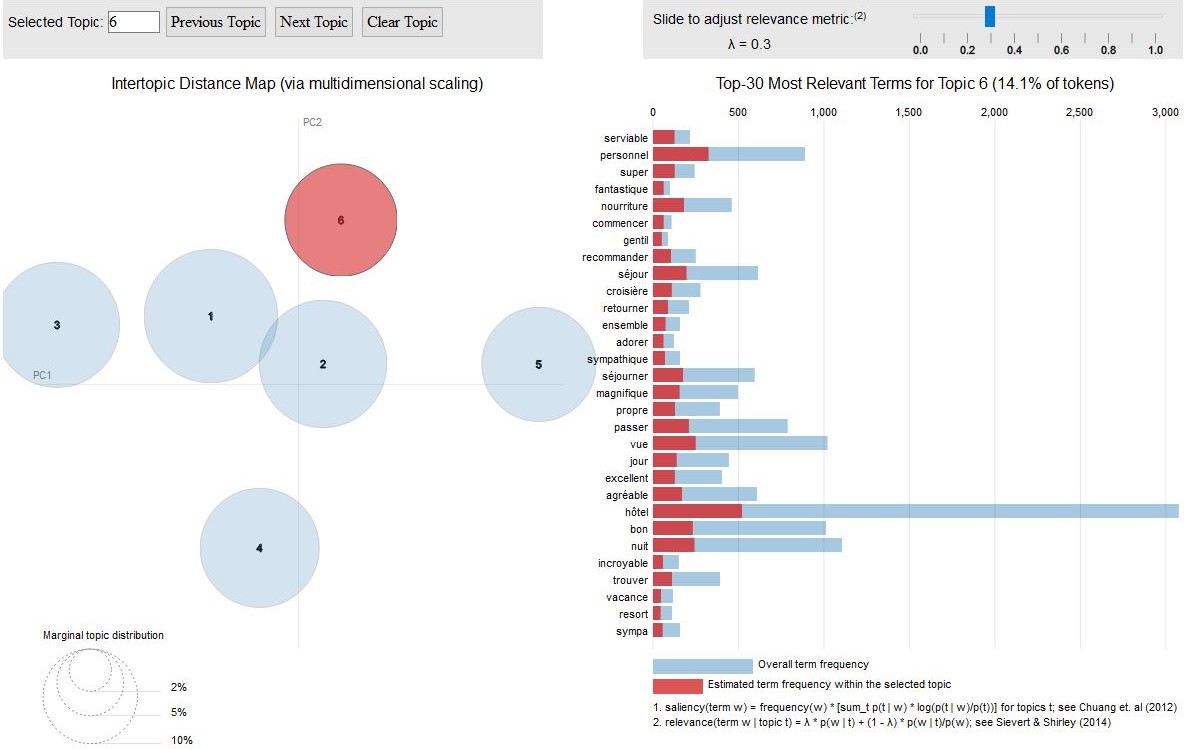 Selected Topic: 6 Previous Topic Next Topic Clear Topic
Slide to adjust relevance metric:(2)
λ = 0.3
0.0 0.2 0.4 0.6 0.8 1.0
Intertopic Distance Map (via multidimensional scaling)
PC2
6
3
1
2
5
PC1
4
Marginal topic distribution
2%
5%
10%
Top-30 Most Relevant Terms for Topic 6 (14.1% of tokens)
0 500 1,000 1,500 2,000 2,500 3,000
serviable
personnel
super
fantastique
nourriture
commencer
gentil
recommander
séjour
croisière
retourner
ensemble
adorer
sympathique
séjourner
magnifique
propre
passer
vue
jour
excellent
agréable
hôtel
bon
nuit
incroyable
trouver
vacance
resort
sympa
Overall term frequency
Estimated term frequency within the selected topic
1. saliency(term w) = frequency(w) * [sum_t p(t | w) * log(p(t | w)/p(t))] for topics t; see Chuang et. al (2012)
2. relevance(term w | topic t) = λ * p(w | t) + (1 - λ) * p(w | t)/p(w); see Sievert & Shirley (2014)